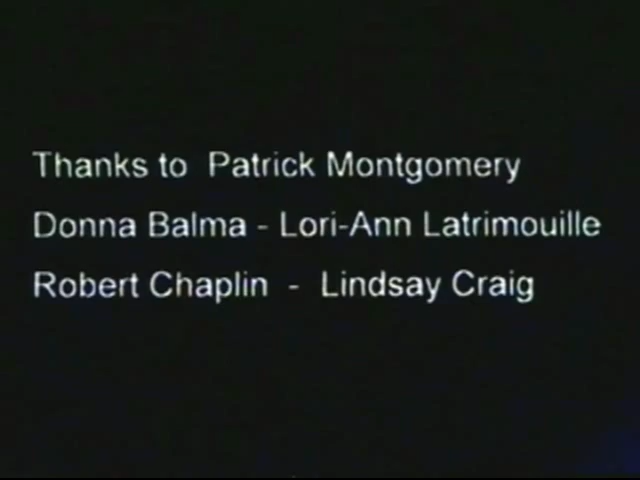 Thanks to  Patrick Montgomery
Donna Balma - Lori-Ann Latrimouille
Robert Chaplin  -  Lindsay Craig